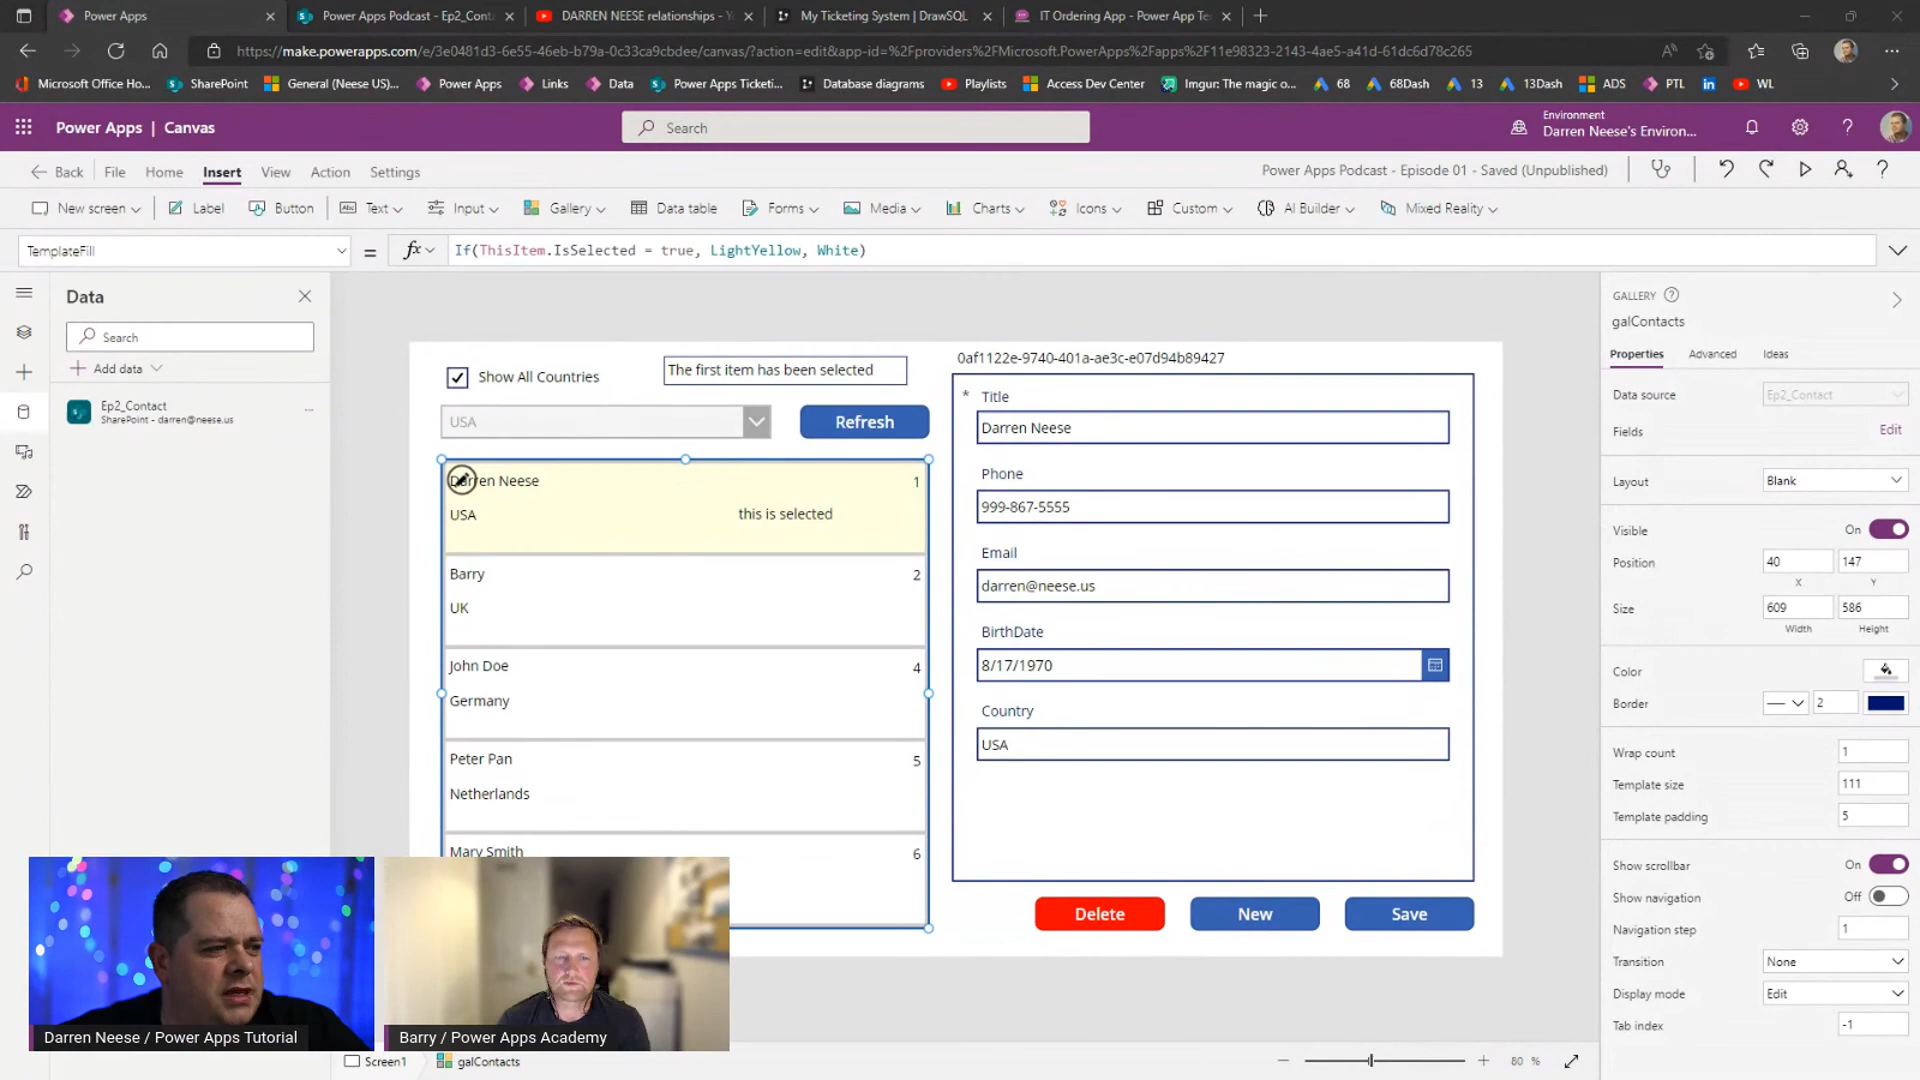 Power Apps
Power Apps Podcast - Ep2_Cont
DARREN NEESE relationships - Y
My Ticketing System | DrawSQL
IT Ordering App - Power App Te
https://make.powerapps.com/e/3e0481d3-6e55-46eb-b79a-0c33ca9cbdee/canvas/?action=edit&app-id=%2Fproviders%2FMicrosoft.PowerApps%2Fapps%2F11e98323-2143-4ae5-a41d-61dc6d78c265
Microsoft Office Ho...
SharePoint
General (Neese US)...
Power Apps
Links
Data
Power Apps Ticketi...
Database diagrams
Playlists
Access Dev Center
Imgur: The magic o...
68
68Dash
13
13Dash
ADS
PTL
WL
Power Apps | Canvas
Search
Environment
Darren Neese's Environ...
Back
File
Home
Insert
View
Action
Settings
Power Apps Podcast - Episode 01 - Saved (Unpublished)
New screen
Label
Button
Text
Input
Gallery
Data table
Forms
Media
Charts
Icons
Custom
AI Builder
Mixed Reality
TemplateFill
=
fx
If(ThisItem.IsSelected = true, LightYellow, White)
Data
Search
Add data
Ep2_Contact
SharePoint - darren@neese.us
Show All Countries
The first item has been selected
USA
Refresh
Darren Neese
1
USA
this is selected
Barry
2
UK
John Doe
4
Germany
Peter Pan
5
Netherlands
Mary Smith
6
0af1122e-9740-401a-ae3c-e07d94b89427
* Title
Darren Neese
Phone
999-867-5555
Email
darren@neese.us
BirthDate
8/17/1970
Country
USA
Delete
New
Save
GALLERY
galContacts
Properties
Advanced
Ideas
Data source
Ep2_Contact
Fields
Edit
Layout
Blank
Visible
On
Position
40
147
X
Y
Size
609
586
Width
Height
Color
Border
2
Wrap count
1
Template size
111
Template padding
5
Show scrollbar
On
Show navigation
Off
Navigation step
1
Transition
None
Display mode
Edit
Tab index
-1
Darren Neese / Power Apps Tutorial
Barry / Power Apps Academy
Screen1
galContacts
80 %